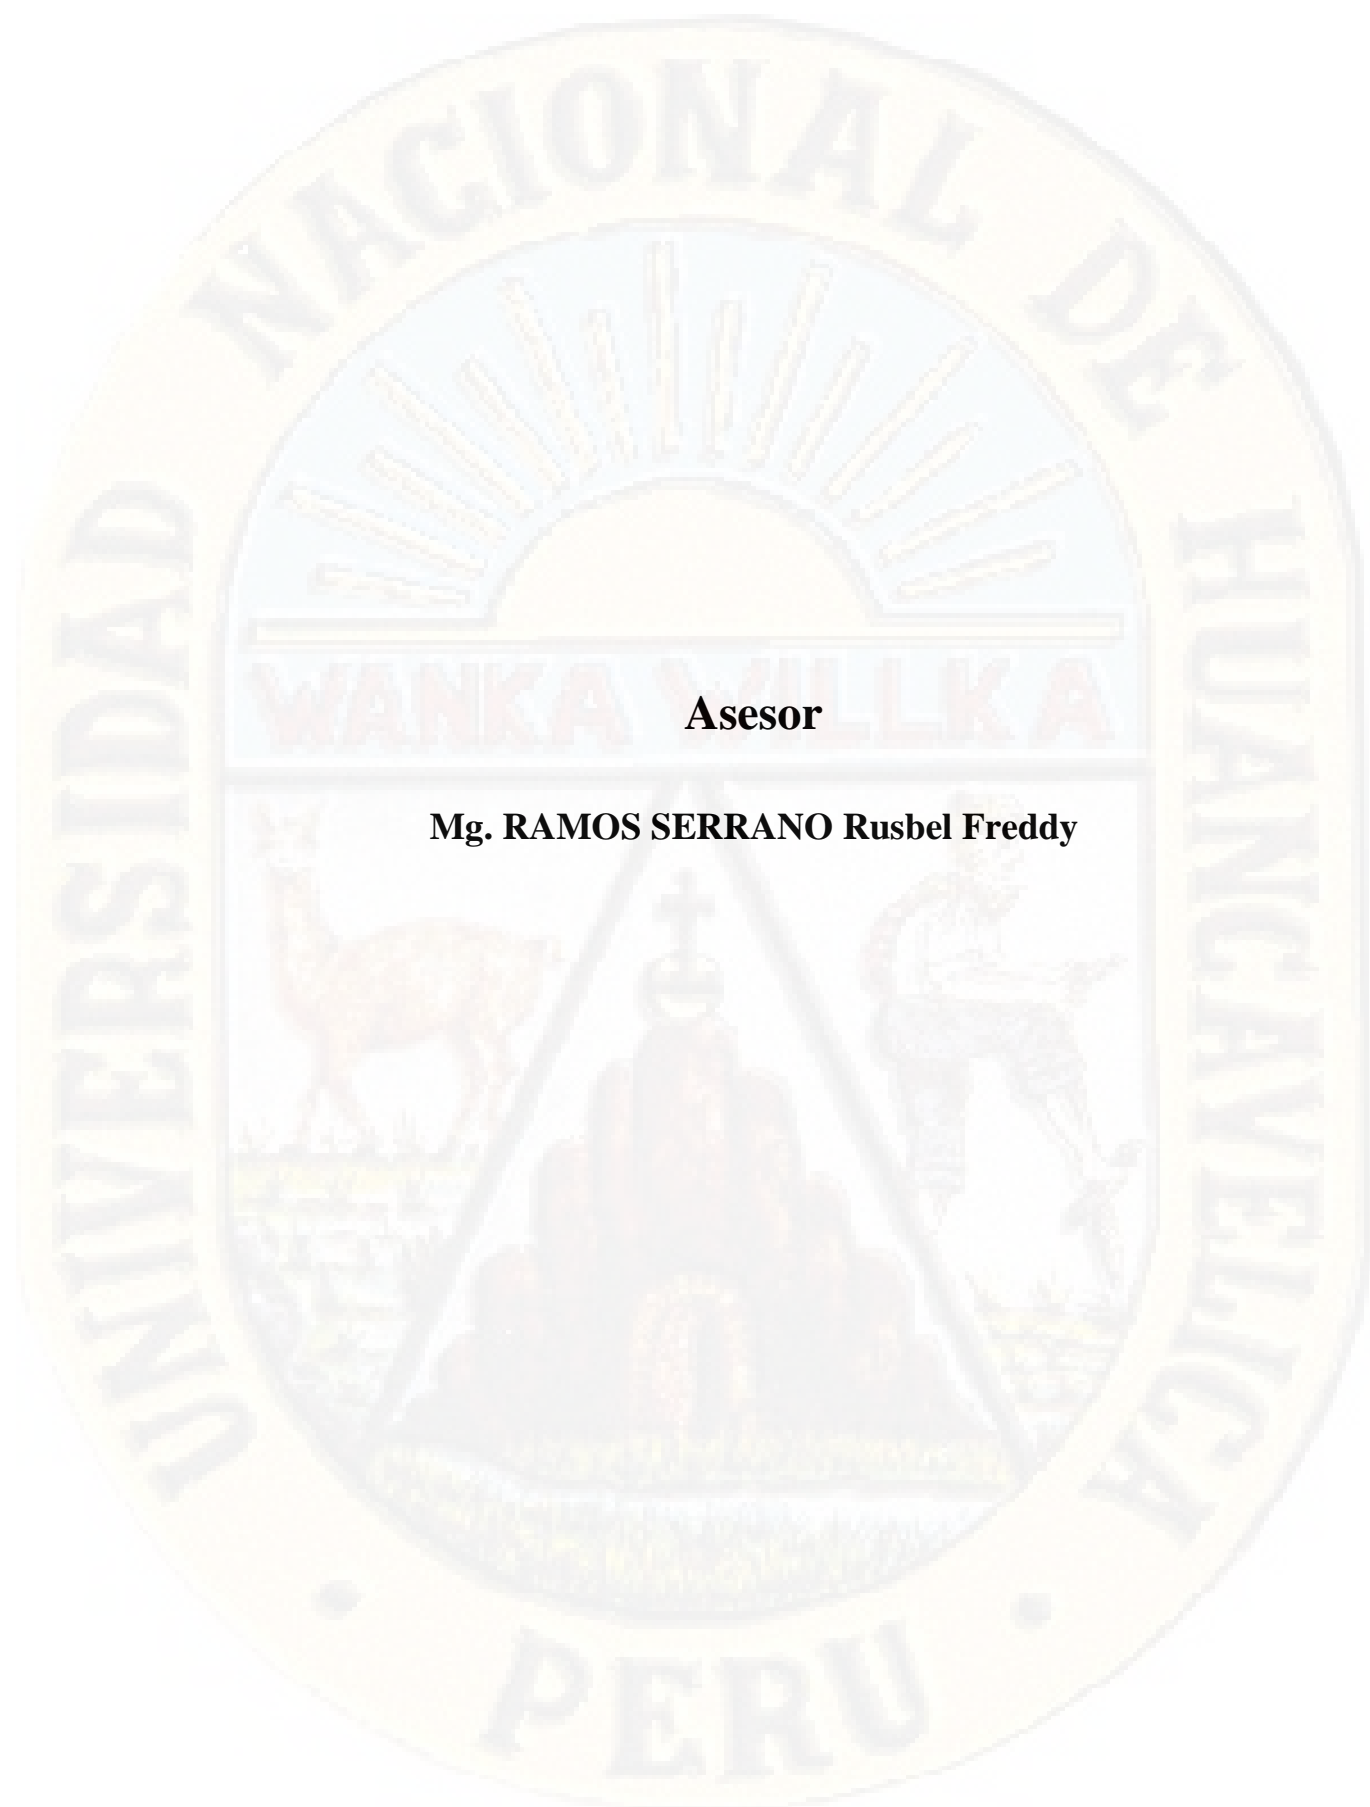 UNIVERSIDAD NACIONAL DE HUANCAVELICA
WANKA WILLKA
Asesor
Mg. RAMOS SERRANO Rusbel Freddy
PERU